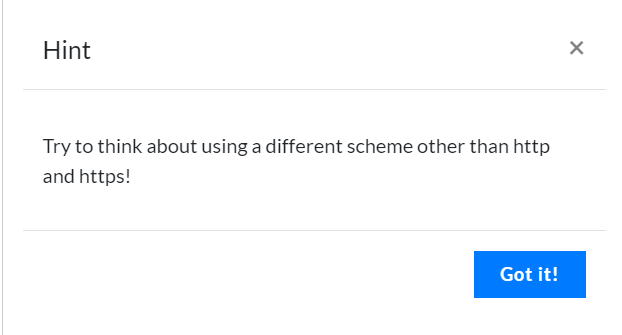 Hint
Try to think about using a different scheme other than http
and https!
Got it!